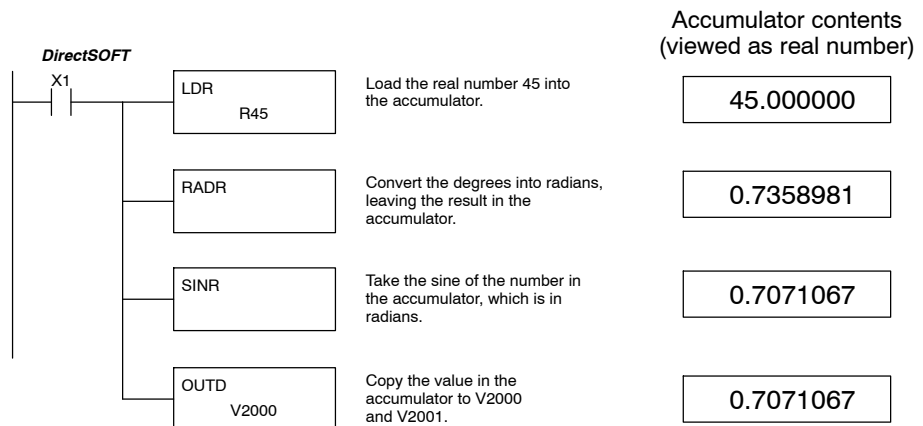 Accumulator contents
(viewed as real number)
DirectSOFT
X1
LDR
R45
Load the real number 45 into
the accumulator.
45.000000
RADR
Convert the degrees into radians,
leaving the result in the
accumulator.
0.7358981
SINR
Take the sine of the number in
the accumulator, which is in
radians.
0.7071067
OUTD
V2000
Copy the value in the
accumulator to V2000
and V2001.
0.7071067